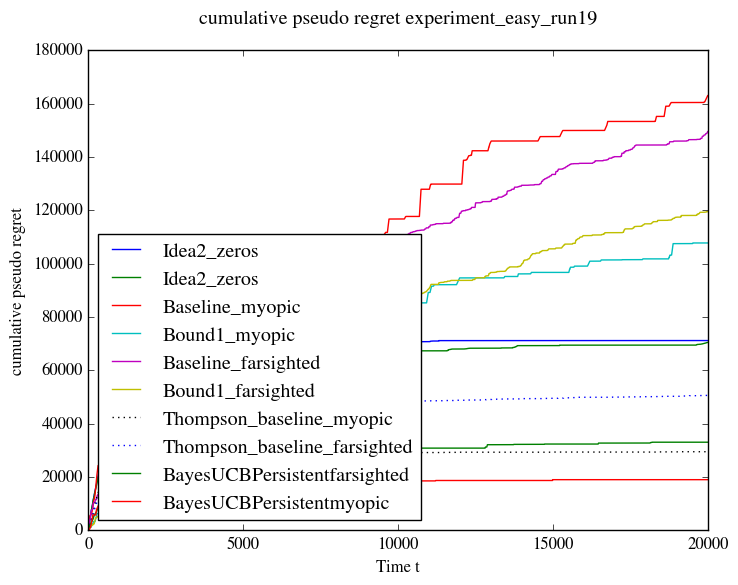 cumulative pseudo regret experiment_easy_run19
180000
160000
140000
120000
100000
80000
60000
40000
20000
0
cumulative pseudo regret
Idea2_zeros
Idea2_zeros
Baseline_myopic
Bound1_myopic
Baseline_farsighted
Bound1_farsighted
Thompson_baseline_myopic
Thompson_baseline_farsighted
BayesUCBPersistentfarsighted
BayesUCBPersistentmyopic
0 5000 10000 15000 20000
Time t